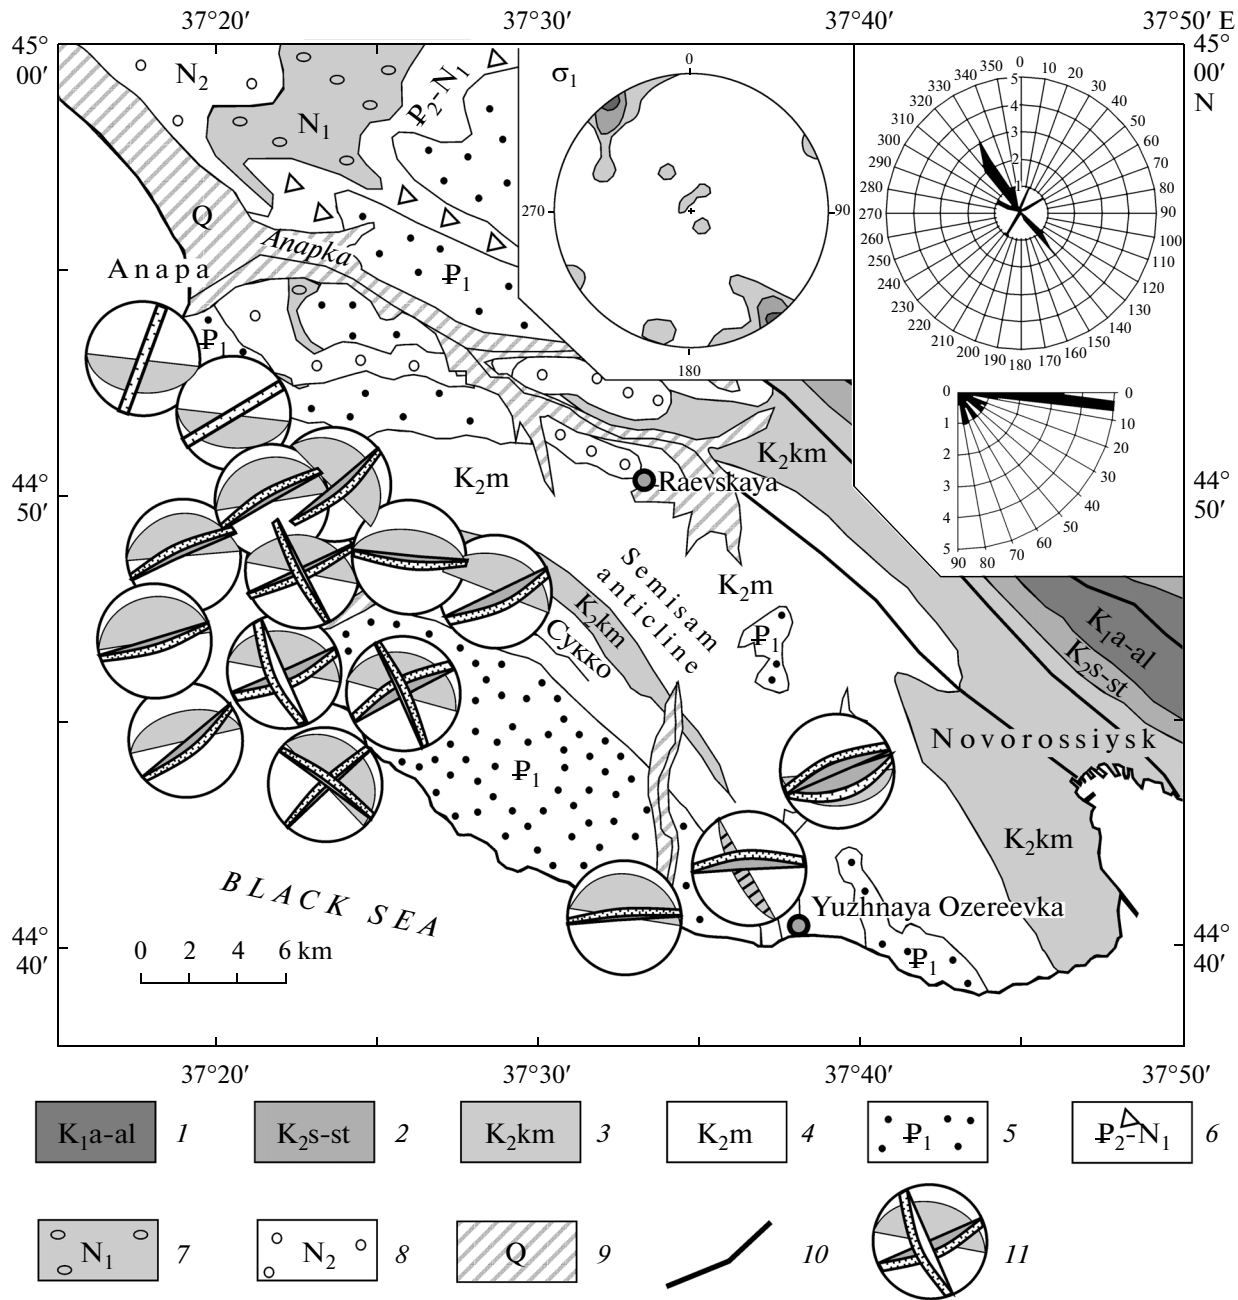 37°20′ 37°30′ 37°40′ 37°50′ E
45°
00′
45°
00′
N
N₂
N₁
₽₂-N₁
σ₁
0
270
90
180
0 10 20 30 40 50 60 70 80 90 100 110 120 130 140 150 160 170 180 190 200 210 220 230 240 250 260 270 280 290 300 310 320 330 340 350
5
4
3
2
1
0 0
1 10
2 20
3 30
4 40
5 50
60
70
80
90
Q
Anapka
Anapa
₽₁
₽₁
K₂km
K₂m
Raevskaya
44°
50′
44°
50′
Semisam
anticline
K₂m
K₂km
Сукко
₽₁
K₁a-al
K₂s-st
Novorossiysk
₽₁
K₂km
BLACK SEA
Yuzhnaya Ozereevka
₽₁
44°
40′
44°
40′
0 2 4 6 km
37°20′ 37°30′ 37°40′ 37°50′
K₁a-al 1
K₂s-st 2
K₂km 3
K₂m 4
₽₁ 5
₽₂-N₁ 6
N₁ 7
N₂ 8
Q 9
10
11